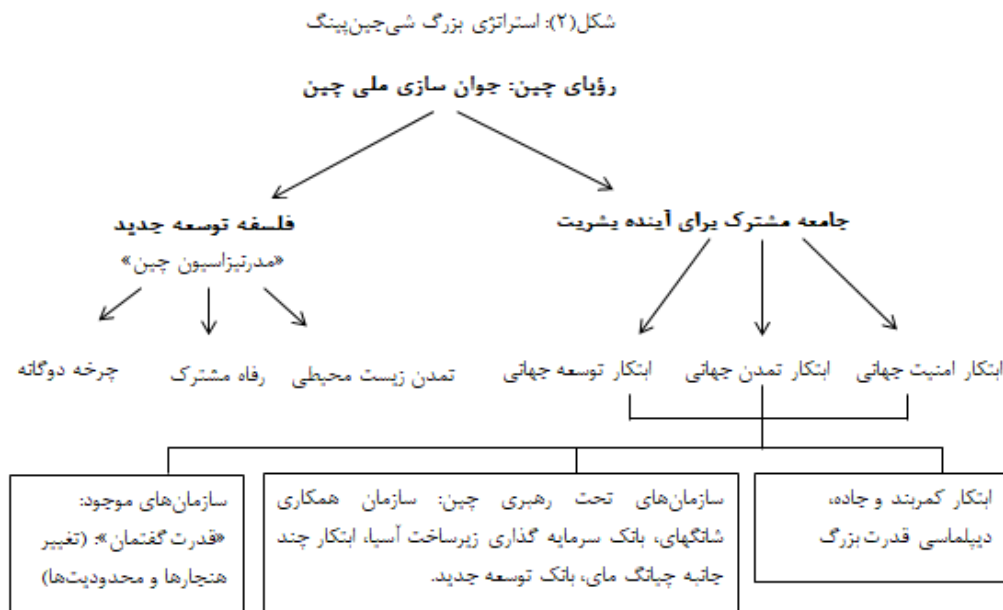 شکل(۲): استراتژی بزرگ شی‌جین‌پینگ
رؤیای چین: جوان سازی ملی چین
جامعه مشترک برای آینده بشریت
فلسفه توسعه جدید
«مدرنیزاسیون چین»
ابتکار امنیت جهانی
ابتکار تمدن جهانی
ابتکار توسعه جهانی
تمدن زیست محیطی
رفاه مشترک
چرخه دوگانه
ابتکار کمربند و جاده،
دیپلماسی قدرت بزرگ
سازمان‌های تحت رهبری چین: سازمان همکاری
شانگهای، بانک سرمایه گذاری زیرساخت آسیا، ابتکار چند
جانبه چیانگ مای، بانک توسعه جدید.
سازمان‌های موجود:
«قدرت گفتمان»: (تغییر
هنجارها و محدودیت‌ها)